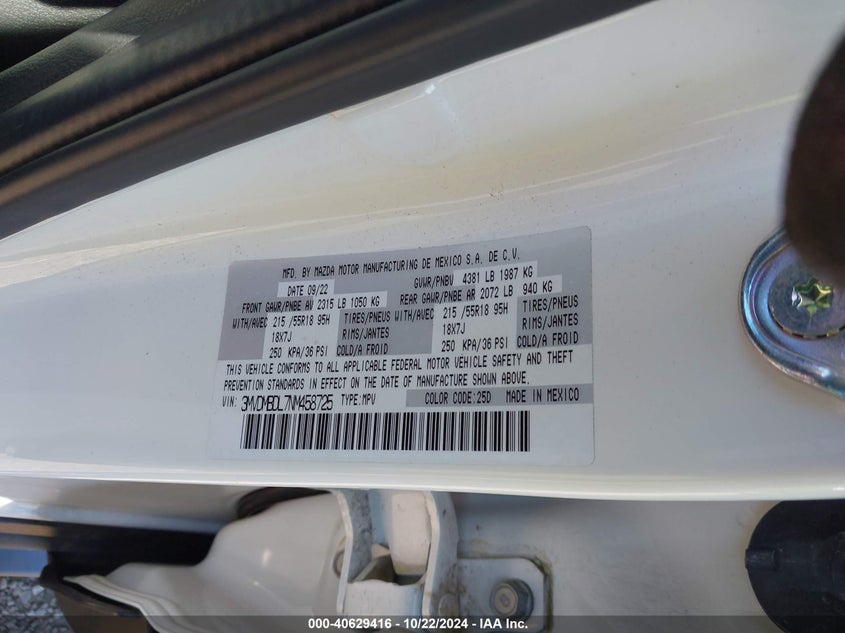 MFD. BY MAZDA MOTOR MANUFACTURING DE MEXICO S.A. DE C.V.
DATE 09/22 GVWR/PNBV 4381 LB 1987 KG
FRONT GAWR/PNBE AV 2315 LB 1050 KG REAR GAWR/PNBE AR 2072 LB 940 KG
WITH/AVEC 215 /55R18 95H TIRES/PNEUS WITH/AVEC 215 /55R18 95H TIRES/PNEUS
18X7J RIMS/JANTES 18X7J RIMS/JANTES
250 KPA/36 PSI COLD/A FROID 250 KPA/36 PSI COLD/A FROID
THIS VEHICLE CONFORMS TO ALL APPLICABLE FEDERAL MOTOR VEHICLE SAFETY AND THEFT
PREVENTION STANDARDS IN EFFECT ON THE DATE OF MANUFACTURE SHOWN ABOVE.
VIN: 3MVDMBDL7NM458725 TYPE:MPV COLOR CODE:25D MADE IN MEXICO
000-40629416 - 10/22/2024 - IAA Inc.